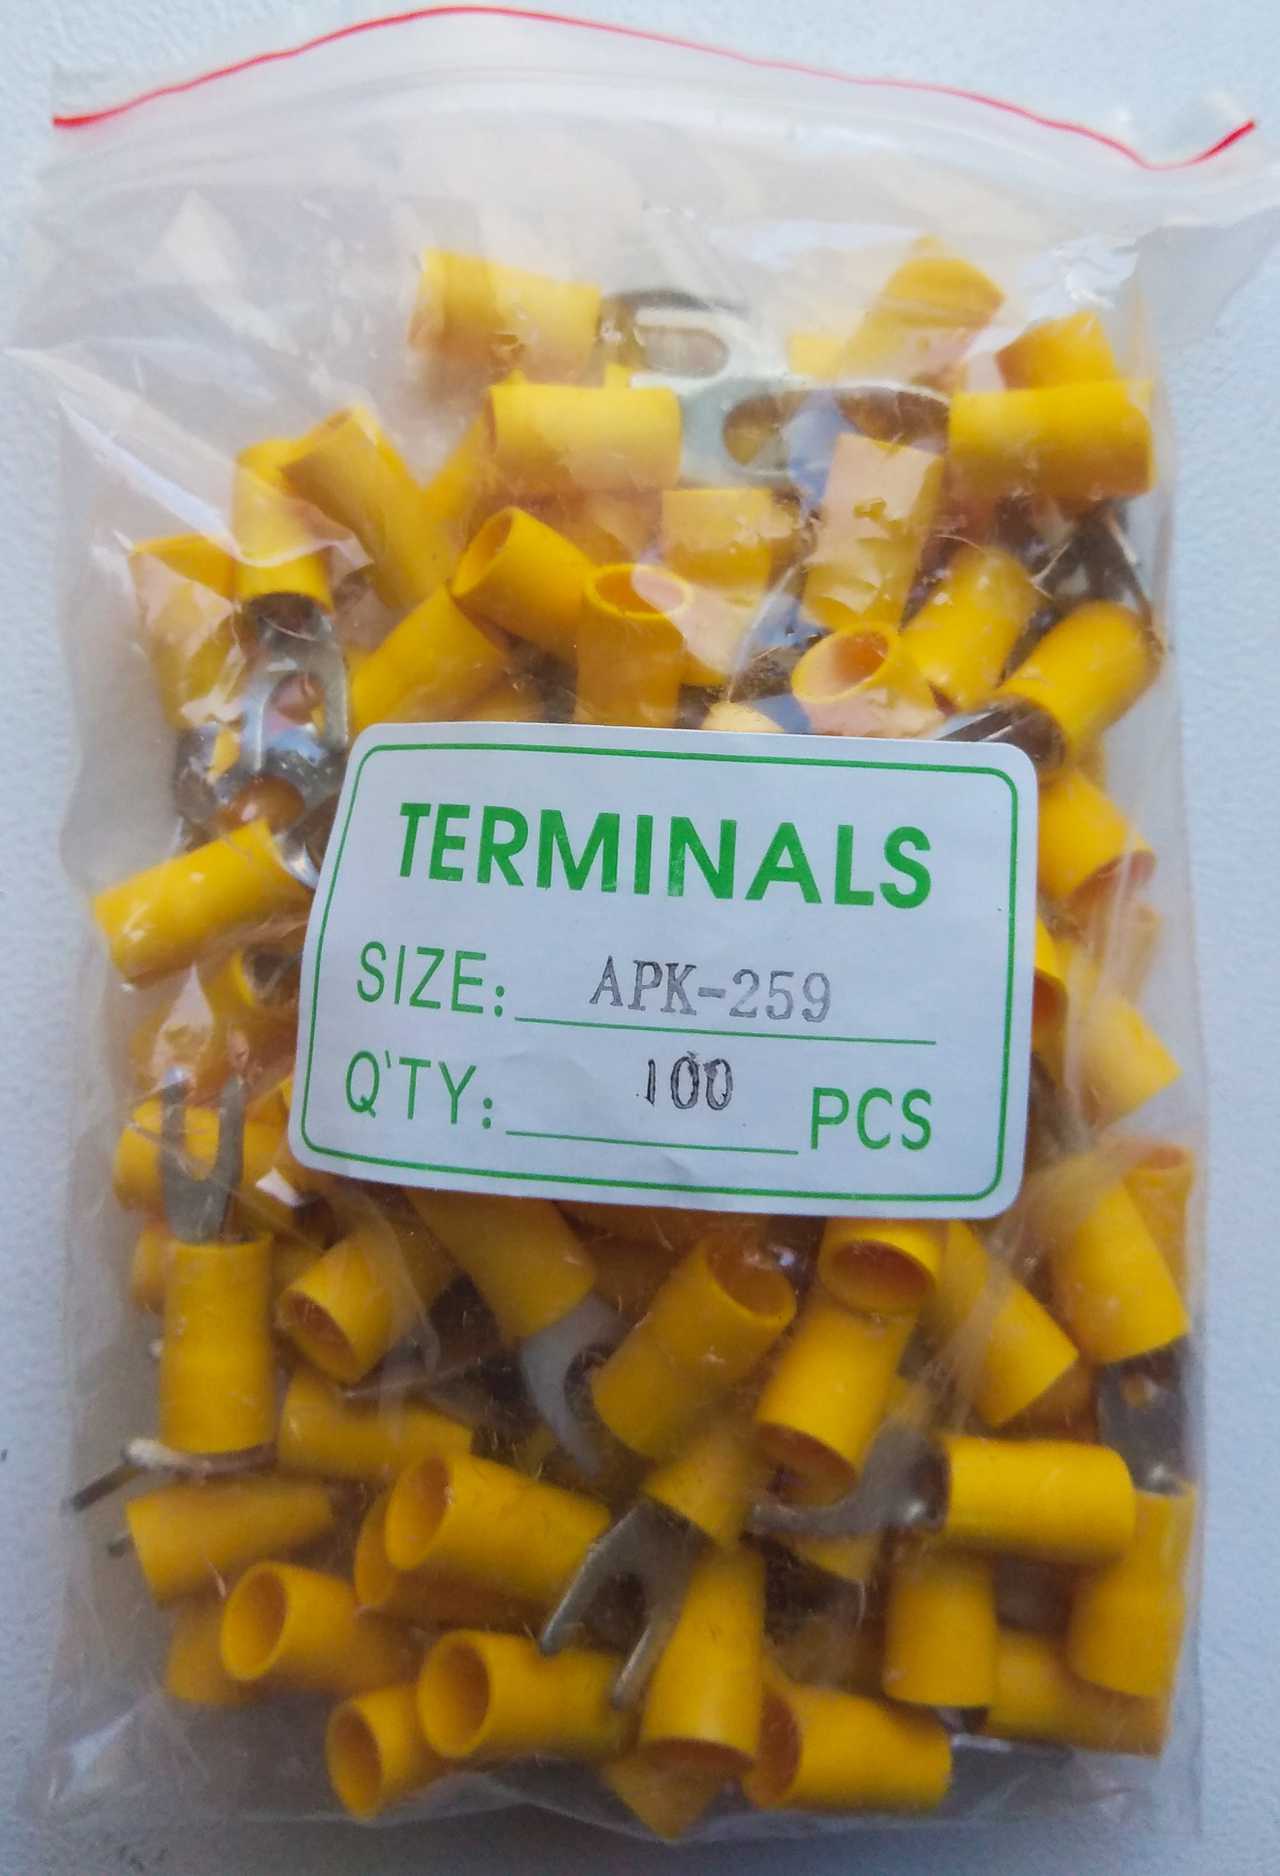 TERMINALS
SIZE: APK-259
Q'TY: 100 PCS